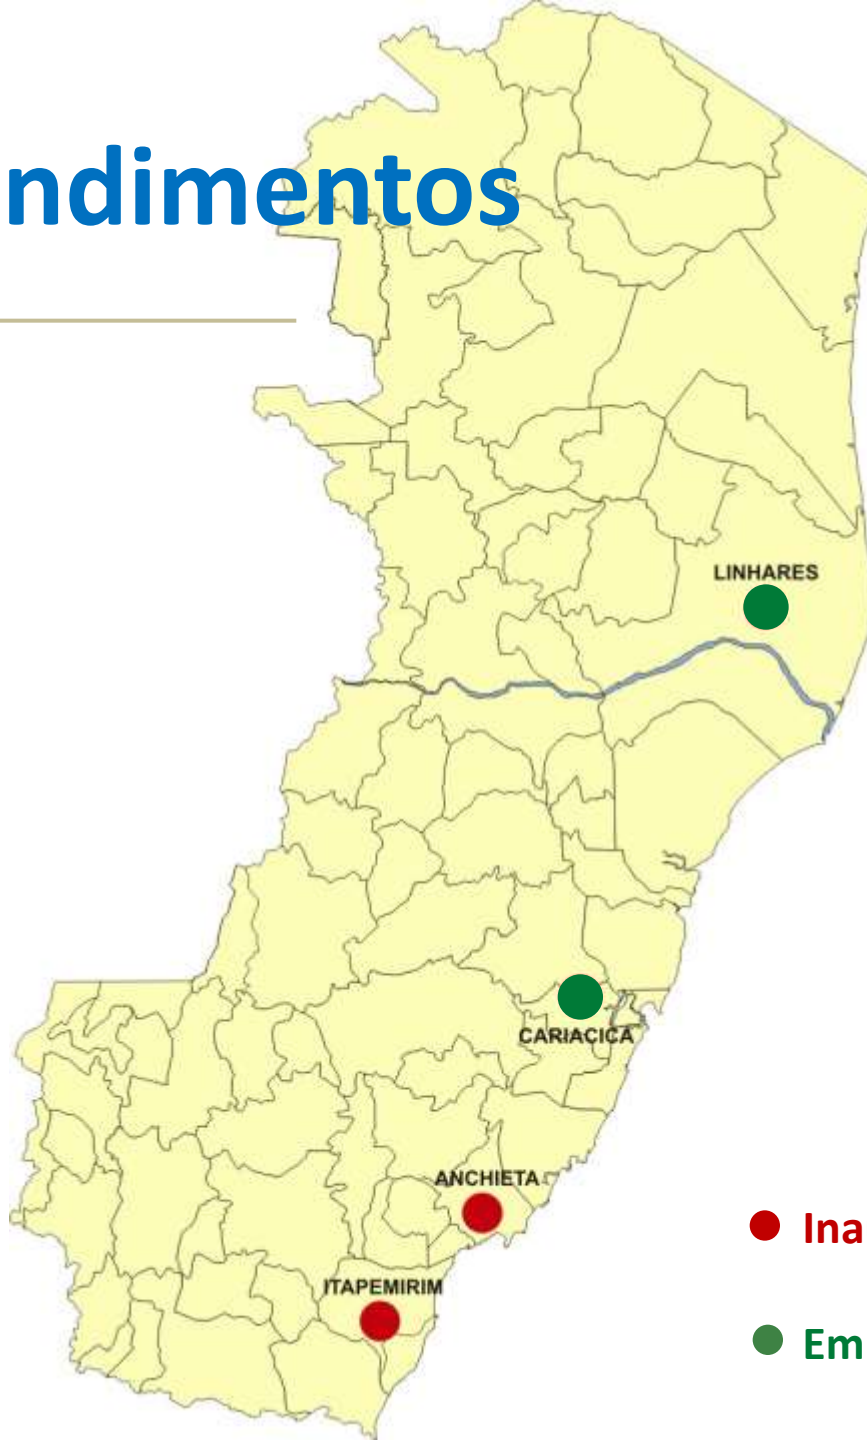 ndimentos
LINHARES
CARIACICA
ANCHIETA
ITAPEMIRIM
Ina
Em